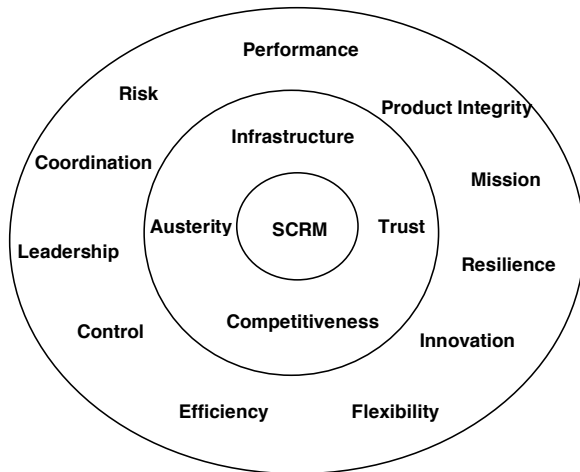 Performance
Risk
Product Integrity
Infrastructure
Coordination
Mission
Austerity
SCRM
Trust
Leadership
Resilience
Competitiveness
Control
Innovation
Efficiency
Flexibility